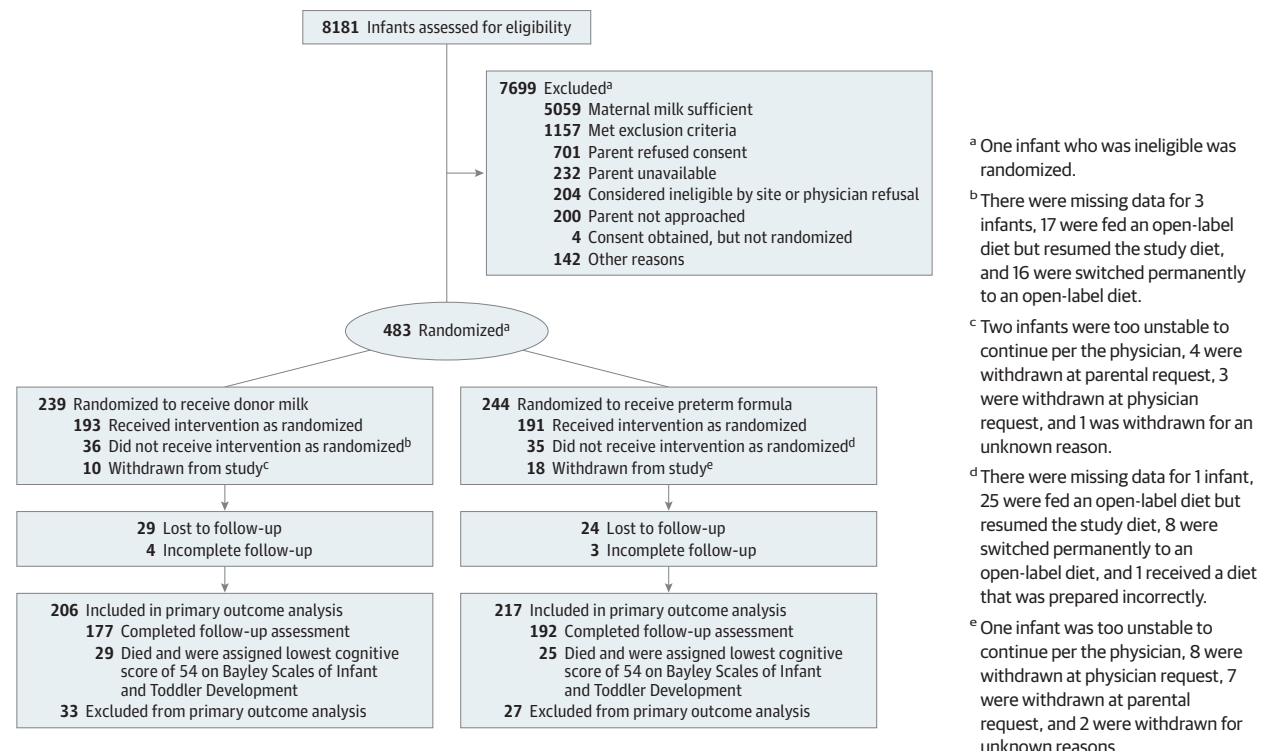 8181 Infants assessed for eligibility
7699 Excludedᵃ
5059 Maternal milk sufficient
1157 Met exclusion criteria
701 Parent refused consent
232 Parent unavailable
204 Considered ineligible by site or physician refusal
200 Parent not approached
4 Consent obtained, but not randomized
142 Other reasons
483 Randomizedᵃ
239 Randomized to receive donor milk
193 Received intervention as randomized
36 Did not receive intervention as randomizedᵇ
10 Withdrawn from studyᶜ
244 Randomized to receive preterm formula
191 Received intervention as randomized
35 Did not receive intervention as randomizedᵈ
18 Withdrawn from studyᵉ
29 Lost to follow-up
4 Incomplete follow-up
24 Lost to follow-up
3 Incomplete follow-up
206 Included in primary outcome analysis
177 Completed follow-up assessment
29 Died and were assigned lowest cognitive
score of 54 on Bayley Scales of Infant
and Toddler Development
33 Excluded from primary outcome analysis
217 Included in primary outcome analysis
192 Completed follow-up assessment
25 Died and were assigned lowest cognitive
score of 54 on Bayley Scales of Infant
and Toddler Development
27 Excluded from primary outcome analysis
ᵃ One infant who was ineligible was
randomized.
ᵇ There were missing data for 3
infants, 17 were fed an open-label
diet but resumed the study diet,
and 16 were switched permanently
to an open-label diet.
ᶜ Two infants were too unstable to
continue per the physician, 4 were
withdrawn at parental request, 3
were withdrawn at physician
request, and 1 was withdrawn for an
unknown reason.
ᵈ There were missing data for 1 infant,
25 were fed an open-label diet but
resumed the study diet, 8 were
switched permanently to an
open-label diet, and 1 received a diet
that was prepared incorrectly.
ᵉ One infant was too unstable to
continue per the physician, 8 were
withdrawn at physician request, 7
were withdrawn at parental
request, and 2 were withdrawn for
unknown reasons